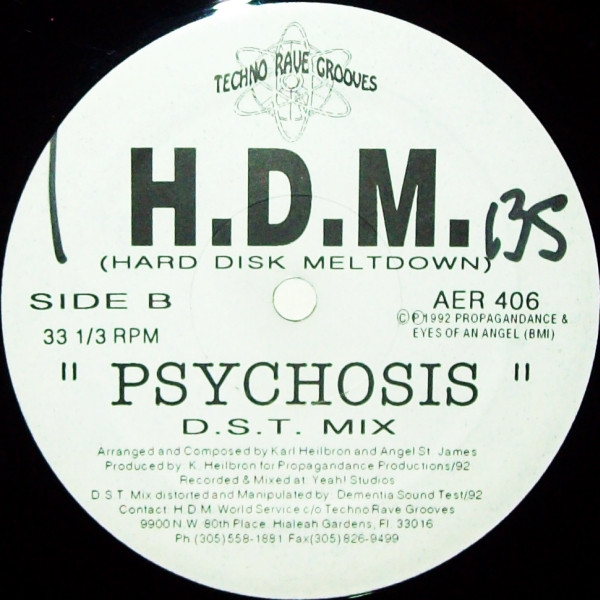 TECHNO RAVE GROOVES
H.D.M.
135
(HARD DISK MELTDOWN)
SIDE B
AER 406
33 1/3 RPM
©℗1992 PROPAGANDANCE &
EYES OF AN ANGEL (BMI)
" PSYCHOSIS "
D.S.T. MIX
Arranged and Composed by Karl Heilbron and Angel St. James
Produced by: K. Heilbron for Propagandance Productions/92
Recorded & Mixed at: Yeah! Studios
D.S.T. Mix distorted and Manipulated by: Dementia Sound Test/92
Contact: H.D.M. World Service c/o Techno Rave Grooves
9900 N.W. 80th Place, Hialeah Gardens, Fl. 33016
Ph.(305)558-1881 Fax(305)826-9499